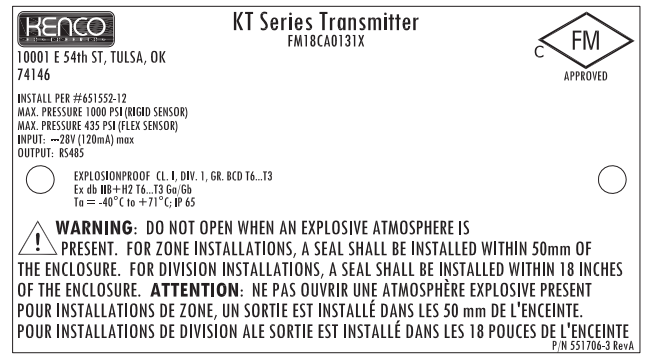 KENCO
KT Series Transmitter
FM18CA0131X
C FM
APPROVED
10001 E 54th ST, TULSA, OK
74146
INSTALL PER #651552-12
MAX. PRESSURE 1000 PSI (RIGID SENSOR)
MAX. PRESSURE 435 PSI (FLEX SENSOR)
INPUT: ⎓28V (120mA) max
OUTPUT: RS485
EXPLOSIONPROOF CL. I, DIV. 1, GR. BCD T6...T3
Ex db IIB+H2 T6...T3 Ga/Gb
Ta = -40°C to +71°C; IP 65
! WARNING: DO NOT OPEN WHEN AN EXPLOSIVE ATMOSPHERE IS
PRESENT. FOR ZONE INSTALLATIONS, A SEAL SHALL BE INSTALLED WITHIN 50mm OF
THE ENCLOSURE. FOR DIVISION INSTALLATIONS, A SEAL SHALL BE INSTALLED WITHIN 18 INCHES
OF THE ENCLOSURE. ATTENTION: NE PAS OUVRIR UNE ATMOSPHÈRE EXPLOSIVE PRESENT
POUR INSTALLATIONS DE ZONE, UN SORTIE EST INSTALLÉ DANS LES 50 mm DE L'ENCEINTE.
POUR INSTALLATIONS DE DIVISION ALE SORTIE EST INSTALLÉ DANS LES 18 POUCES DE L'ENCEINTE
P/N 551706-3 RevA